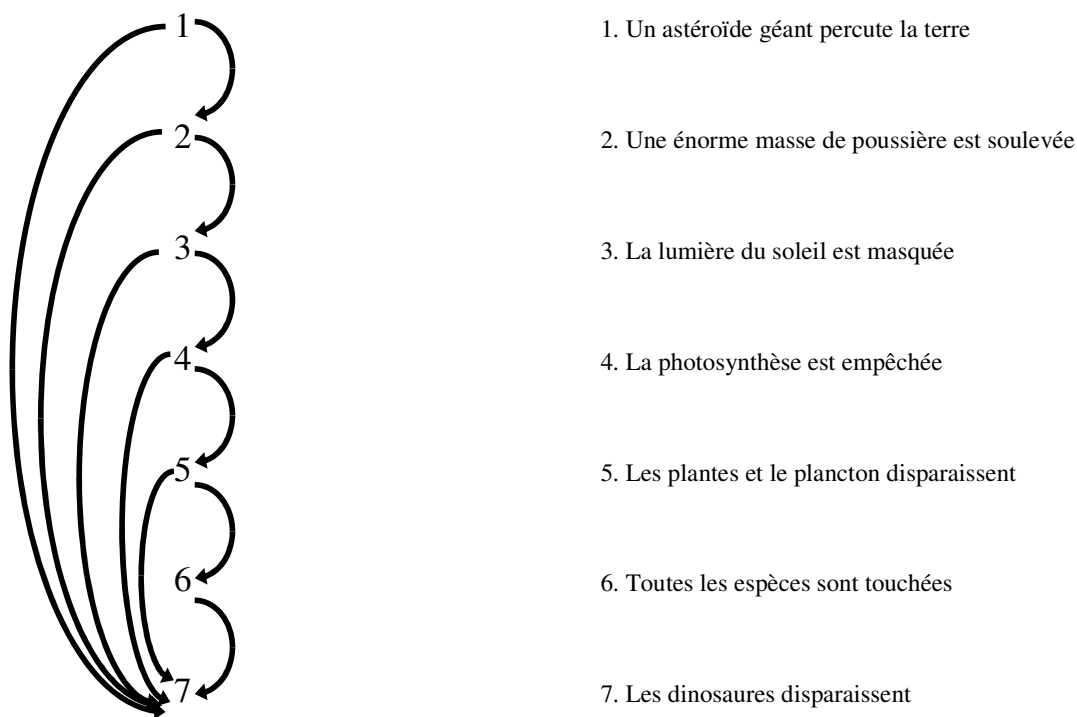 1 1. Un astéroïde géant percute la terre
2 2. Une énorme masse de poussière est soulevée
3 3. La lumière du soleil est masquée
4 4. La photosynthèse est empêchée
5 5. Les plantes et le plancton disparaissent
6 6. Toutes les espèces sont touchées
7 7. Les dinosaures disparaissent